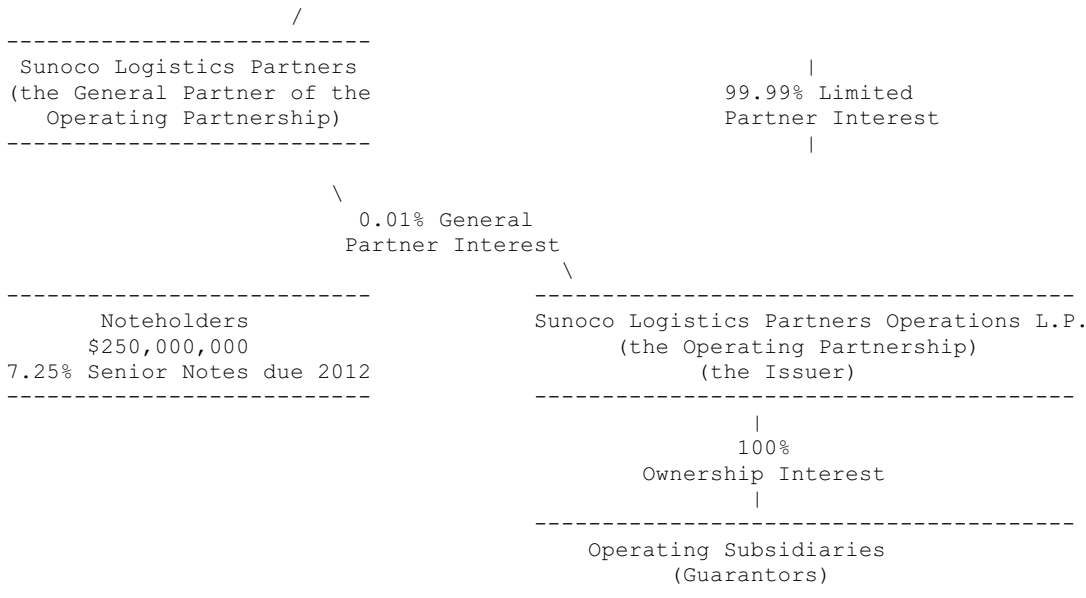 /
---------------------------
Sunoco Logistics Partners |
(the General Partner of the 99.99% Limited
Operating Partnership) Partner Interest
--------------------------- |
\
0.01% General
Partner Interest
\
--------------------------- ----------------------------------------
Noteholders Sunoco Logistics Partners Operations L.P.
$250,000,000 (the Operating Partnership)
7.25% Senior Notes due 2012 (the Issuer)
--------------------------- ----------------------------------------
|
100%
Ownership Interest
|
----------------------------------------
Operating Subsidiaries
(Guarantors)